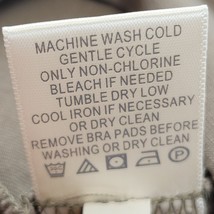 MACHINE WASH COLD
GENTLE CYCLE
ONLY NON-CHLORINE
BLEACH IF NEEDED
TUMBLE DRY LOW
COOL IRON IF NECESSARY
OR DRY CLEAN
REMOVE BRA PADS BEFORE
WASHING OR DRY CLEAN